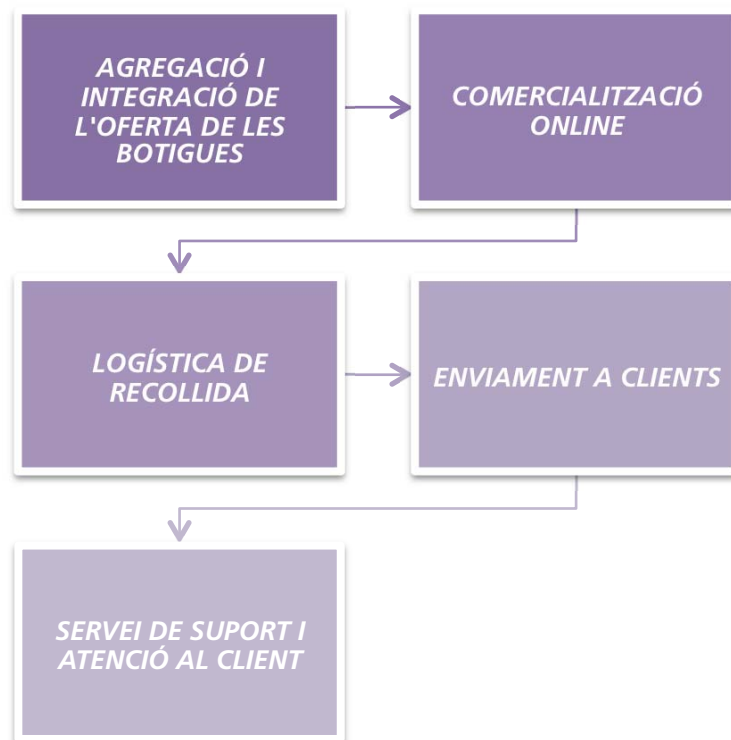 AGREGACIÓ I
INTEGRACIÓ DE
L'OFERTA DE LES
BOTIGUES
COMERCIALITZACIÓ
ONLINE
LOGÍSTICA DE
RECOLLIDA
ENVIAMENT A CLIENTS
SERVEI DE SUPORT I
ATENCIÓ AL CLIENT